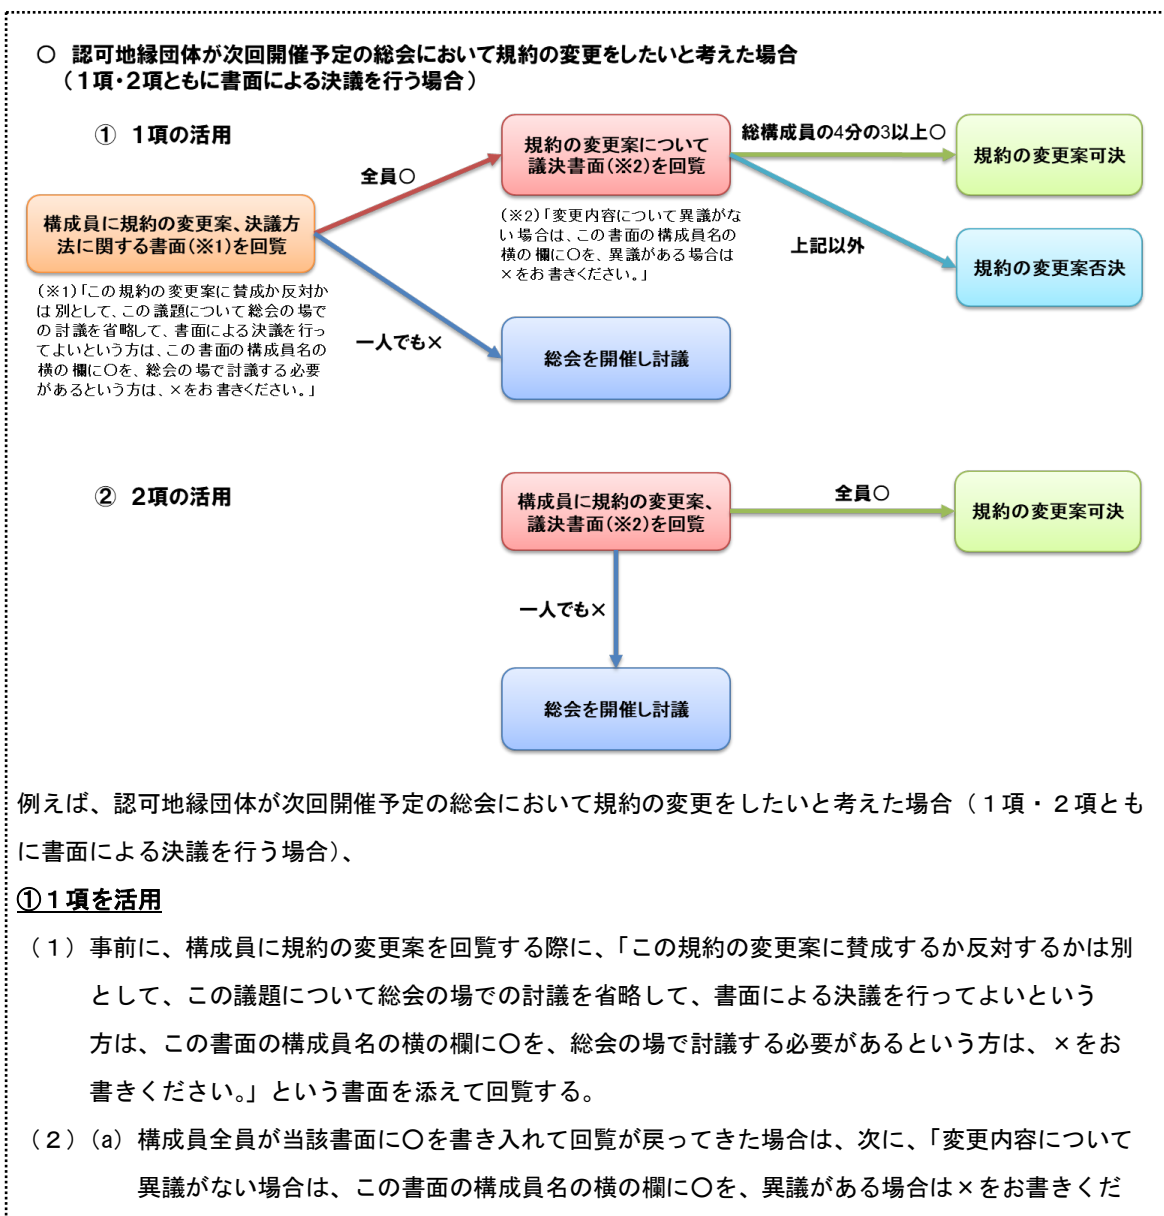 ○ 認可地縁団体が次回開催予定の総会において規約の変更をしたいと考えた場合
（1項・2項ともに書面による決議を行う場合）
① 1項の活用
構成員に規約の変更案、決議方
法に関する書面(※1)を回覧
（※1）「この規約の変更案に賛成か反対か
は別として、この議題について総会の場で
の討議を省略して、書面による決議を行っ
てよいという方は、この書面の構成員名の
横の欄に○を、総会の場で討議する必要
があるという方は、×をお書きください。」
全員○
一人でも×
規約の変更案について
議決書面(※2)を回覧
（※2）「変更内容について異議がな
い場合は、この書面の構成員名の
横の欄に○を、異議がある場合は
×をお書きください。」
総会を開催し討議
総構成員の4分の3以上○
上記以外
規約の変更案可決
規約の変更案否決
② 2項の活用
構成員に規約の変更案、
議決書面(※2)を回覧
全員○
規約の変更案可決
一人でも×
総会を開催し討議
例えば、認可地縁団体が次回開催予定の総会において規約の変更をしたいと考えた場合（１項・２項とも
に書面による決議を行う場合）、
①１項を活用
（１）事前に、構成員に規約の変更案を回覧する際に、「この規約の変更案に賛成するか反対するかは別
として、この議題について総会の場での討議を省略して、書面による決議を行ってよいという
方は、この書面の構成員名の横の欄に〇を、総会の場で討議する必要があるという方は、×をお
書きください。」という書面を添えて回覧する。
（２）(a) 構成員全員が当該書面に〇を書き入れて回覧が戻ってきた場合は、次に、「変更内容について
異議がない場合は、この書面の構成員名の横の欄に〇を、異議がある場合は×をお書きくだ